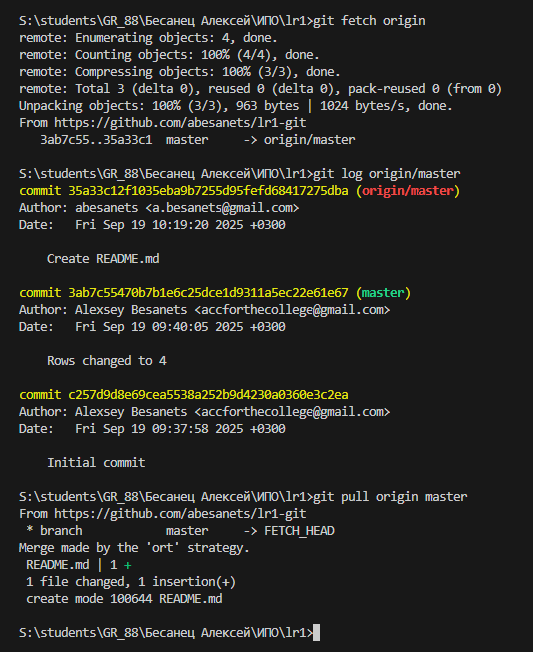 S:\students\GR_88\Бесанец Алексей\ИПО\lr1>git fetch origin
remote: Enumerating objects: 4, done.
remote: Counting objects: 100% (4/4), done.
remote: Compressing objects: 100% (3/3), done.
remote: Total 3 (delta 0), reused 0 (delta 0), pack-reused 0 (from 0)
Unpacking objects: 100% (3/3), 963 bytes | 1024 bytes/s, done.
From https://github.com/abesanets/lr1-git
   3ab7c55..35a33c1  master     -> origin/master

S:\students\GR_88\Бесанец Алексей\ИПО\lr1>git log origin/master
commit 35a33c12f1035eba9b7255d95fefd68417275dba (origin/master)
Author: abesanets <a.besanets@gmail.com>
Date:   Fri Sep 19 10:19:20 2025 +0300

    Create README.md

commit 3ab7c55470b7b1e6c25dce1d9311a5ec22e61e67 (master)
Author: Alexsey Besanets <accforthecollege@gmail.com>
Date:   Fri Sep 19 09:40:05 2025 +0300

    Rows changed to 4

commit c257d9d8e69cea5538a252b9d4230a0360e3c2ea
Author: Alexsey Besanets <accforthecollege@gmail.com>
Date:   Fri Sep 19 09:37:58 2025 +0300

    Initial commit

S:\students\GR_88\Бесанец Алексей\ИПО\lr1>git pull origin master
From https://github.com/abesanets/lr1-git
 * branch            master     -> FETCH_HEAD
Merge made by the 'ort' strategy.
 README.md | 1 +
 1 file changed, 1 insertion(+)
 create mode 100644 README.md

S:\students\GR_88\Бесанец Алексей\ИПО\lr1>